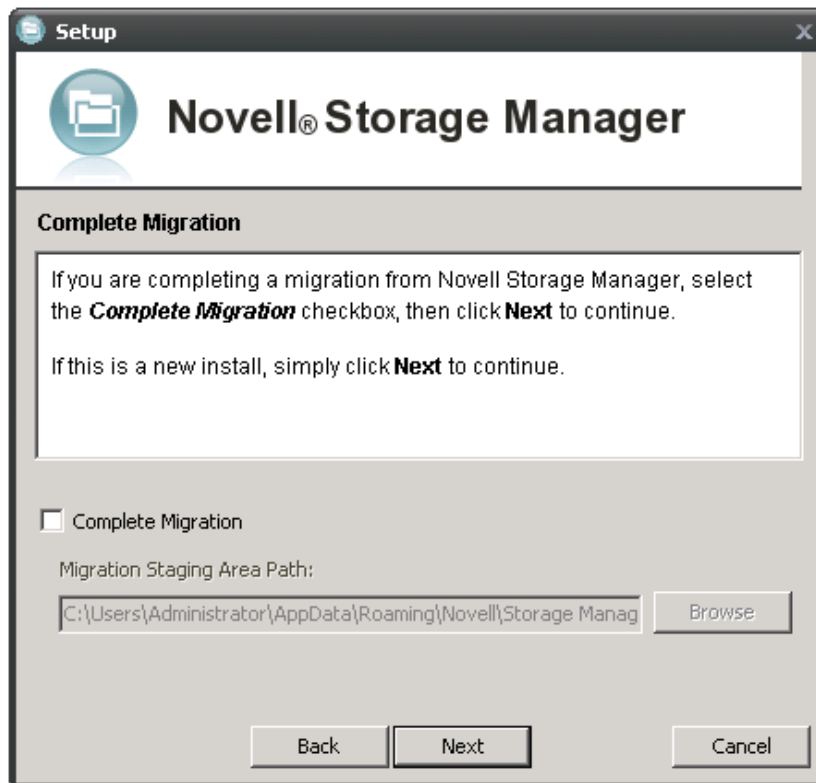 Setup
Novell® Storage Manager
Complete Migration
If you are completing a migration from Novell Storage Manager, select
the Complete Migration checkbox, then click Next to continue.
If this is a new install, simply click Next to continue.
Complete Migration
Migration Staging Area Path:
C:\Users\Administrator\AppData\Roaming\Novell\Storage Manag
Browse
Back
Next
Cancel